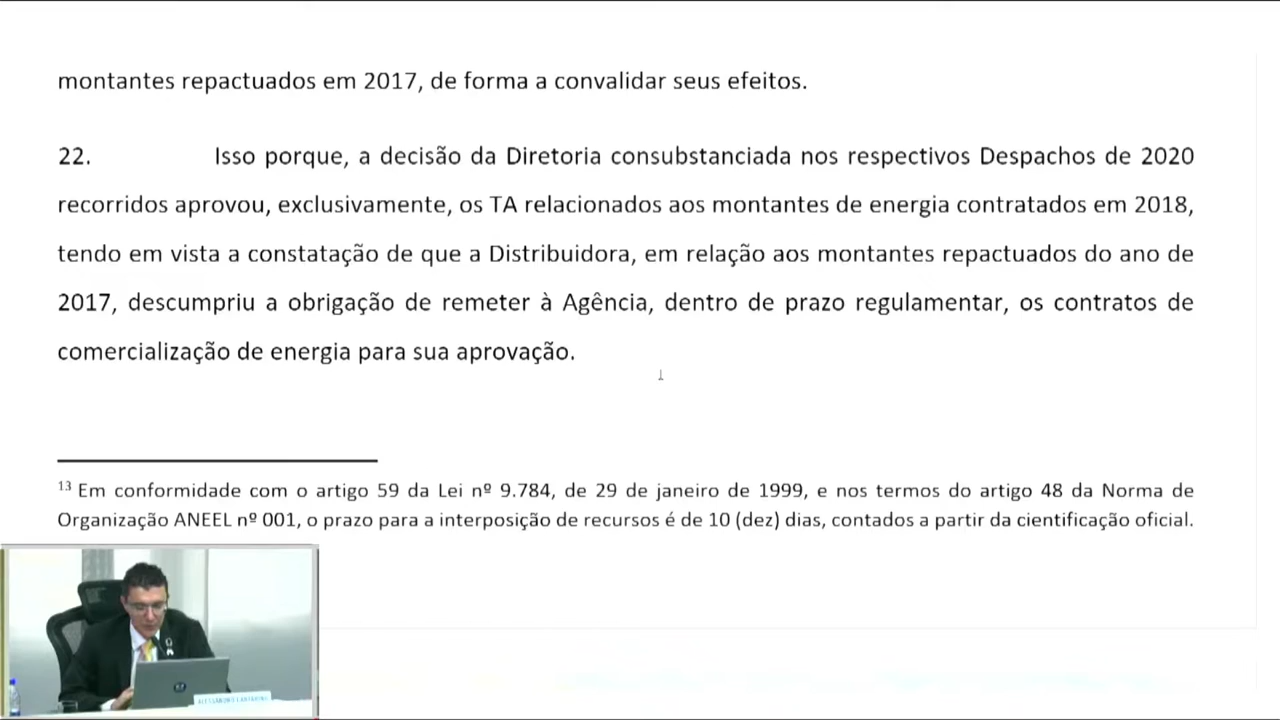 montantes repactuados em 2017, de forma a convalidar seus efeitos.
22. Isso porque, a decisão da Diretoria consubstanciada nos respectivos Despachos de 2020
recorridos aprovou, exclusivamente, os TA relacionados aos montantes de energia contratados em 2018,
tendo em vista a constatação de que a Distribuidora, em relação aos montantes repactuados do ano de
2017, descumpriu a obrigação de remeter à Agência, dentro de prazo regulamentar, os contratos de
comercialização de energia para sua aprovação.
13 Em conformidade com o artigo 59 da Lei nº 9.784, de 29 de janeiro de 1999, e nos termos do artigo 48 da Norma de
Organização ANEEL nº 001, o prazo para a interposição de recursos é de 10 (dez) dias, contados a partir da cientificação oficial.